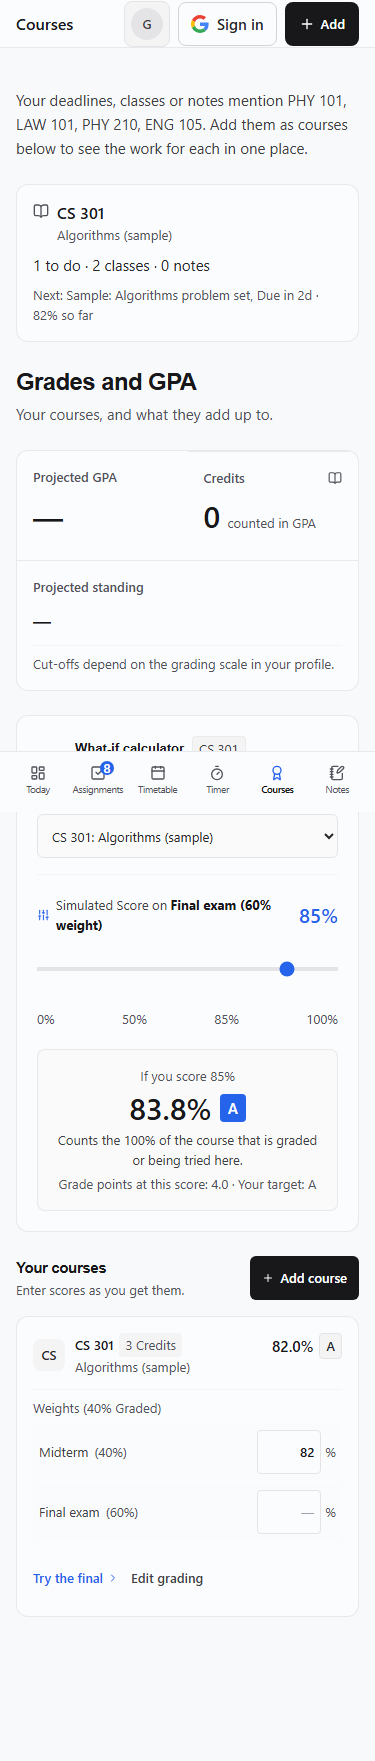 Courses
G
Sign in
+ Add
Your deadlines, classes or notes mention PHY 101,
LAW 101, PHY 210, ENG 105. Add them as courses
below to see the work for each in one place.
CS 301
Algorithms (sample)
1 to do · 2 classes · 0 notes
Next: Sample: Algorithms problem set, Due in 2d ·
82% so far
Grades and GPA
Your courses, and what they add up to.
Projected GPA
—
Credits
0 counted in GPA
Projected standing
—
Cut-offs depend on the grading scale in your profile.
What-if calculator CS 301
8
Today Assignments Timetable Timer Courses Notes
CS 301: Algorithms (sample)
Simulated Score on Final exam (60%
weight)
85%
0% 50% 85% 100%
If you score 85%
83.8% A
Counts the 100% of the course that is graded
or being tried here.
Grade points at this score: 4.0 · Your target: A
Your courses
Enter scores as you get them.
+ Add course
CS
CS 301 3 Credits
Algorithms (sample)
82.0% A
Weights (40% Graded)
Midterm (40%) 82 %
Final exam (60%) — %
Try the final › Edit grading